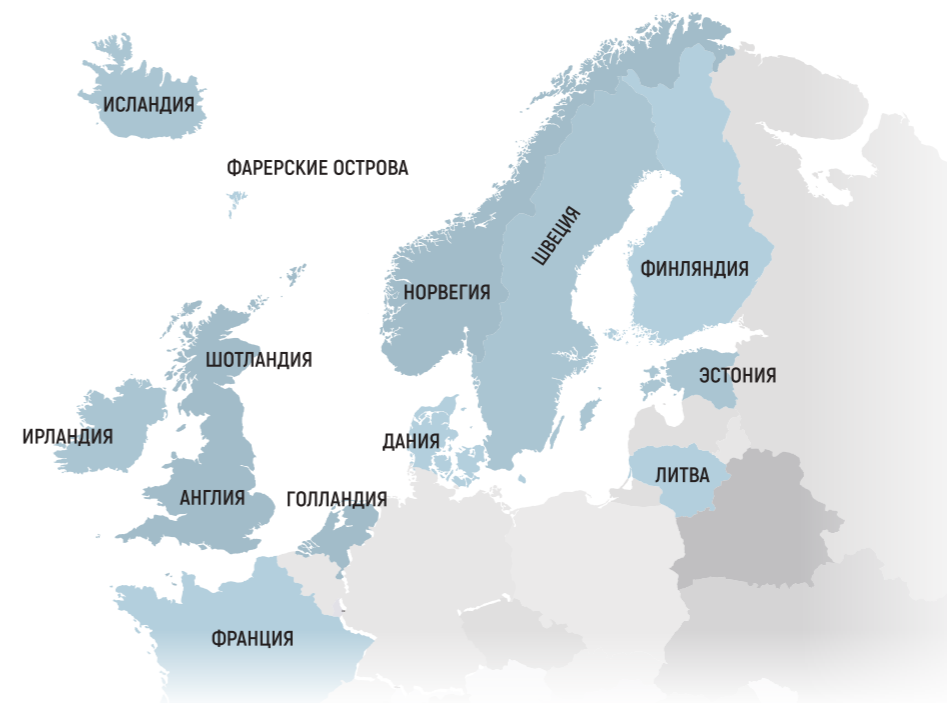 ИСЛАНДИЯ
ФАРЕРСКИЕ ОСТРОВА
ШВЕЦИЯ
ФИНЛЯНДИЯ
НОРВЕГИЯ
ШОТЛАНДИЯ
ЭСТОНИЯ
ИРЛАНДИЯ
ДАНИЯ
ЛИТВА
АНГЛИЯ
ГОЛЛАНДИЯ
ФРАНЦИЯ